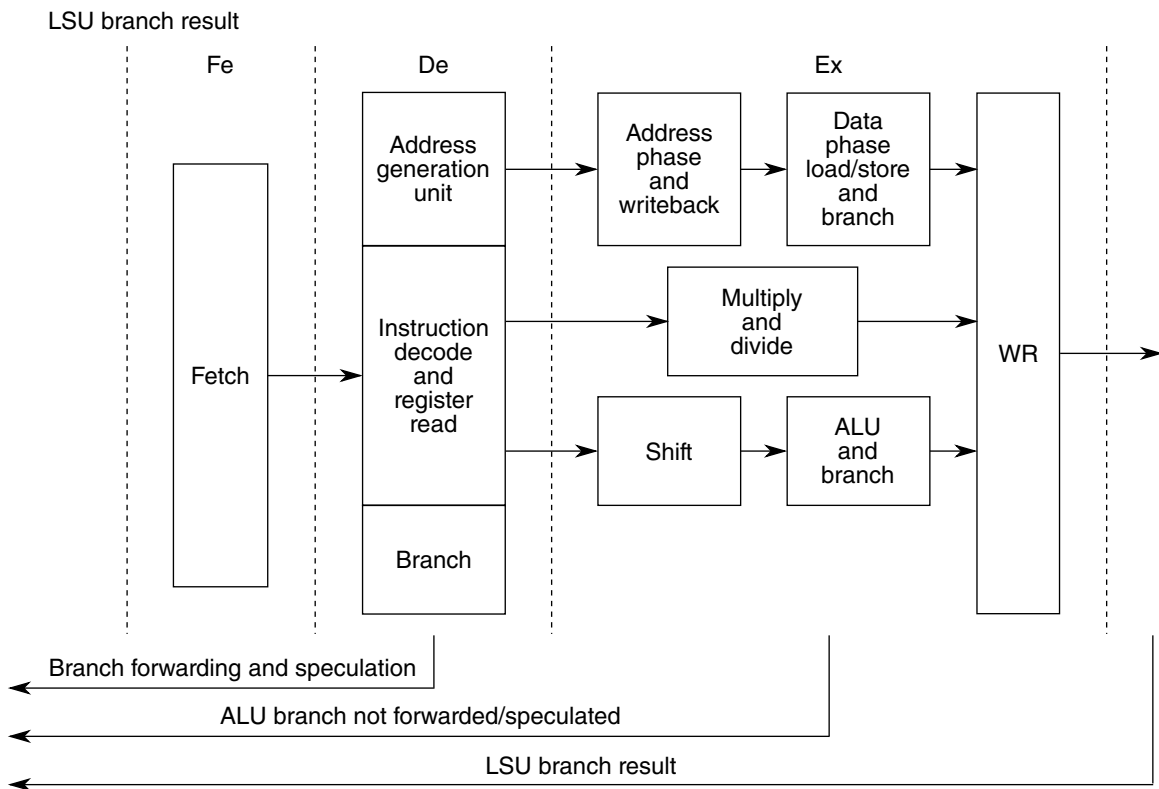 LSU branch result
Fe
De
Ex
Address
generation
unit
Address
phase
and
writeback
Data
phase
load/store
and
branch
Fetch
Instruction
decode
and
register
read
Multiply
and
divide
WR
Shift
ALU
and
branch
Branch
Branch forwarding and speculation
ALU branch not forwarded/speculated
LSU branch result